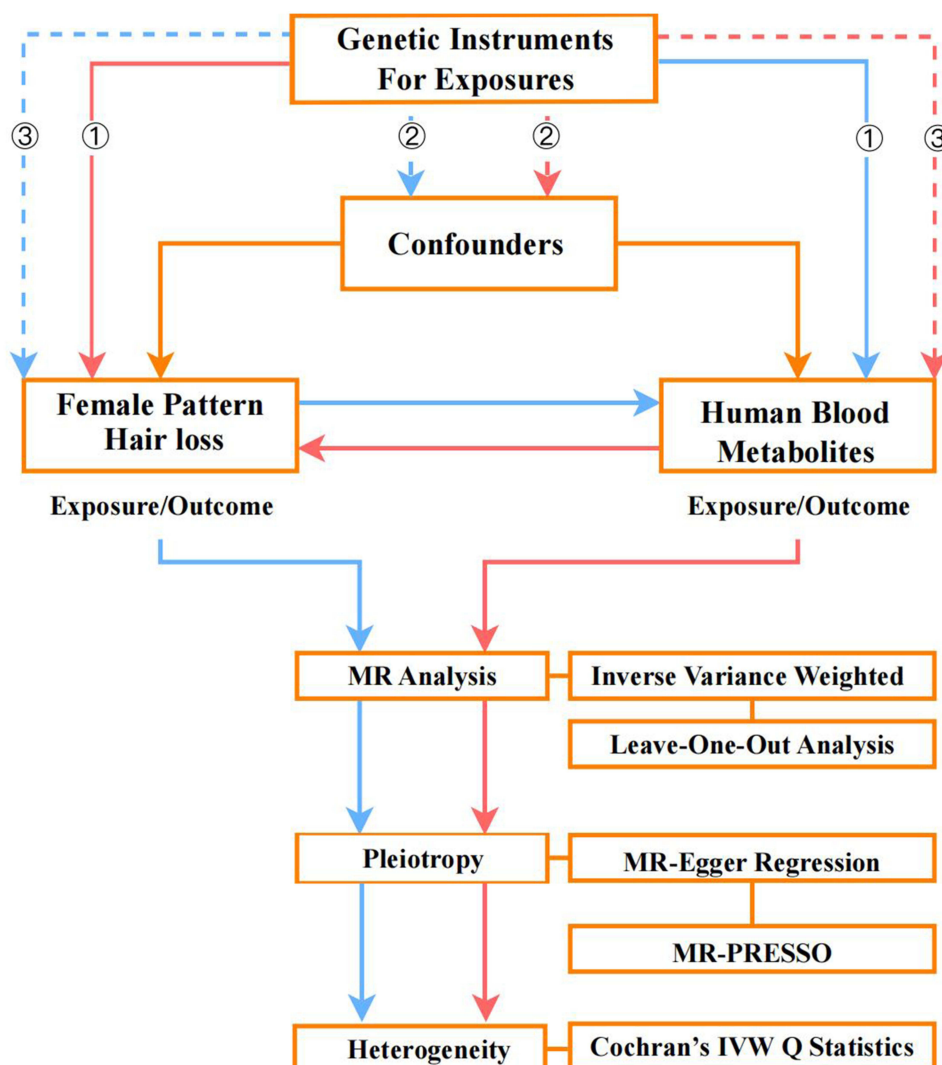 Genetic Instruments
For Exposures
③
①
②
②
①
③
Confounders
Female Pattern
Hair loss
Human Blood
Metabolites
Exposure/Outcome
Exposure/Outcome
MR Analysis
Inverse Variance Weighted
Leave-One-Out Analysis
Pleiotropy
MR-Egger Regression
MR-PRESSO
Heterogeneity
Cochran’s IVW Q Statistics